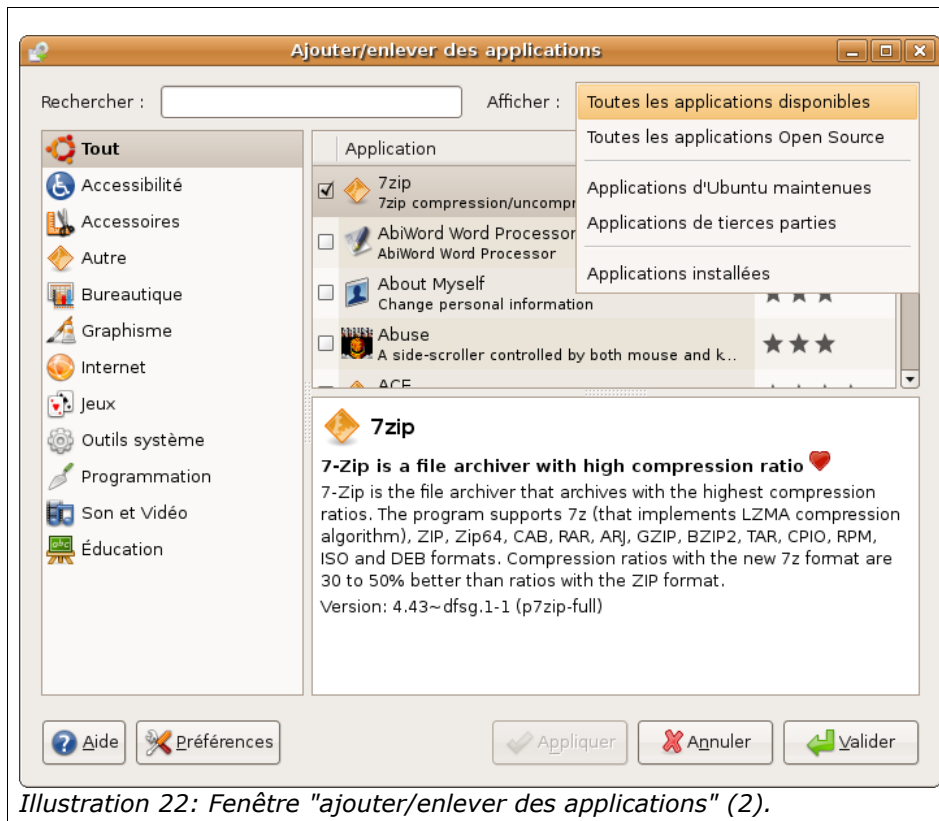 Ajouter/enlever des applications
Rechercher :
Afficher :
Toutes les applications disponibles
Toutes les applications Open Source
Applications d'Ubuntu maintenues
Applications de tierces parties
Applications installées
Tout
Accessibilité
Accessoires
Autre
Bureautique
Graphisme
Internet
Jeux
Outils système
Programmation
Son et Vidéo
Éducation
Application
7zip
7zip compression/uncompr
AbiWord Word Processor
AbiWord Word Processor
About Myself
Change personal information
Abuse
A side-scroller controlled by both mouse and k...
ACE
7zip
7-Zip is a file archiver with high compression ratio
7-Zip is the file archiver that archives with the highest compression
ratios. The program supports 7z (that implements LZMA compression
algorithm), ZIP, Zip64, CAB, RAR, ARJ, GZIP, BZIP2, TAR, CPIO, RPM,
ISO and DEB formats. Compression ratios with the new 7z format are
30 to 50% better than ratios with the ZIP format.
Version: 4.43~dfsg.1-1 (p7zip-full)
Aide
Préférences
Appliquer
Annuler
Valider
Illustration 22: Fenêtre "ajouter/enlever des applications" (2).